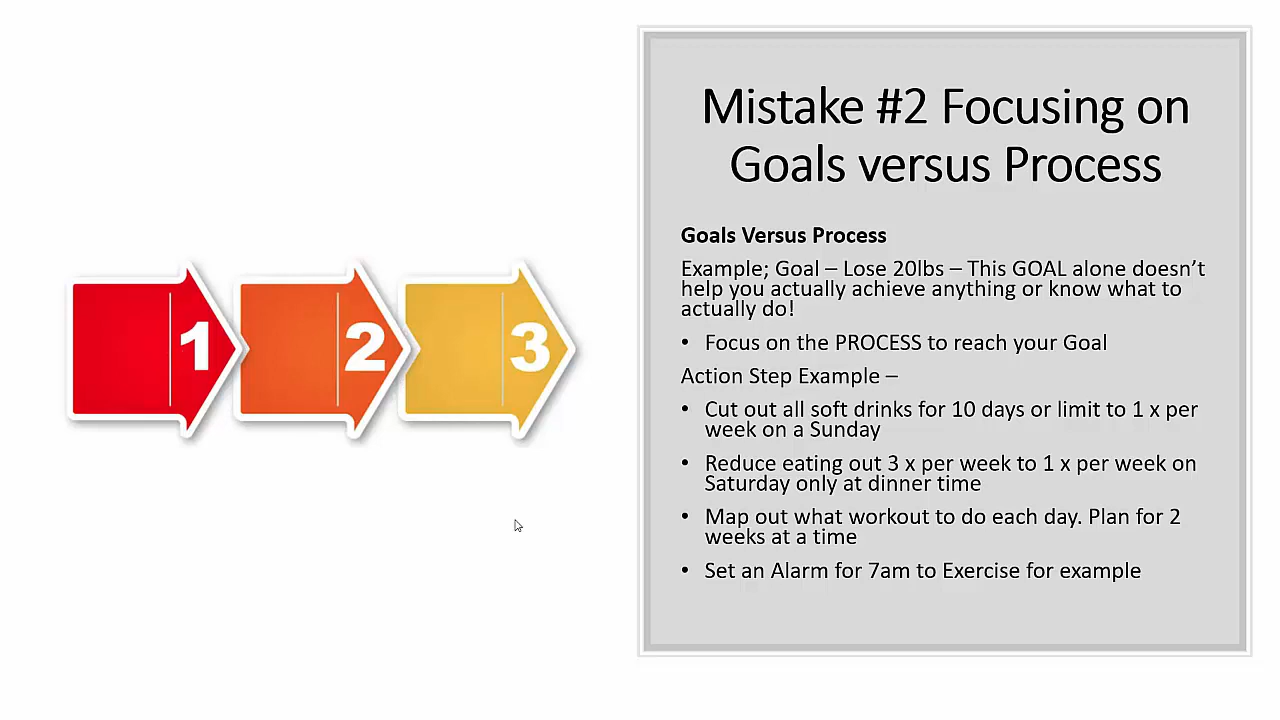 Mistake #2 Focusing on
Goals versus Process
Goals Versus Process
Example; Goal – Lose 20lbs – This GOAL alone doesn’t
help you actually achieve anything or know what to
actually do!
• Focus on the PROCESS to reach your Goal
Action Step Example –
• Cut out all soft drinks for 10 days or limit to 1 x per
week on a Sunday
• Reduce eating out 3 x per week to 1 x per week on
Saturday only at dinner time
• Map out what workout to do each day. Plan for 2
weeks at a time
• Set an Alarm for 7am to Exercise for example
1
2
3